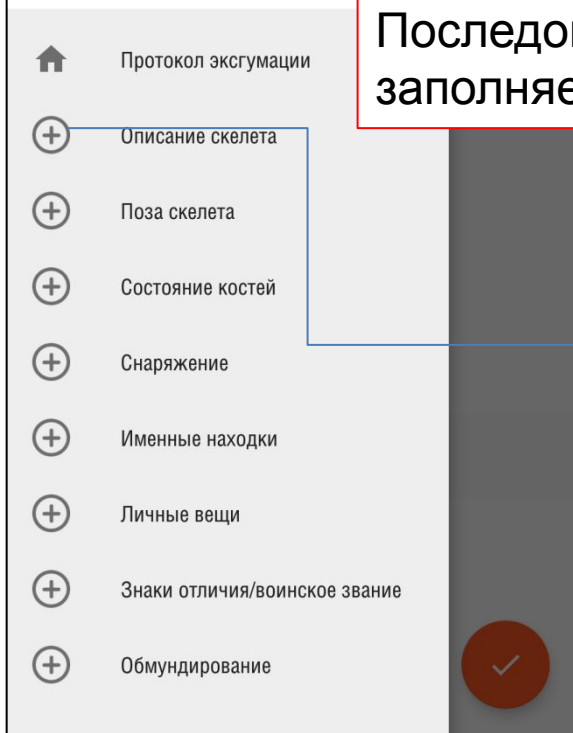 Протокол эксгумации
Описание скелета
Поза скелета
Состояние костей
Снаряжение
Именные находки
Личные вещи
Знаки отличия/воинское звание
Обмундирование